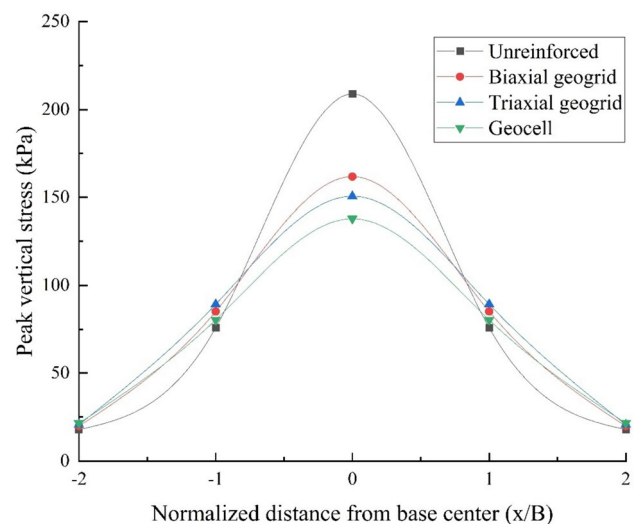 250
200
150
100
50
0
Peak vertical stress (kPa)
Unreinforced
Biaxial geogrid
Triaxial geogrid
Geocell
-2 -1 0 1 2
Normalized distance from base center (x/B)